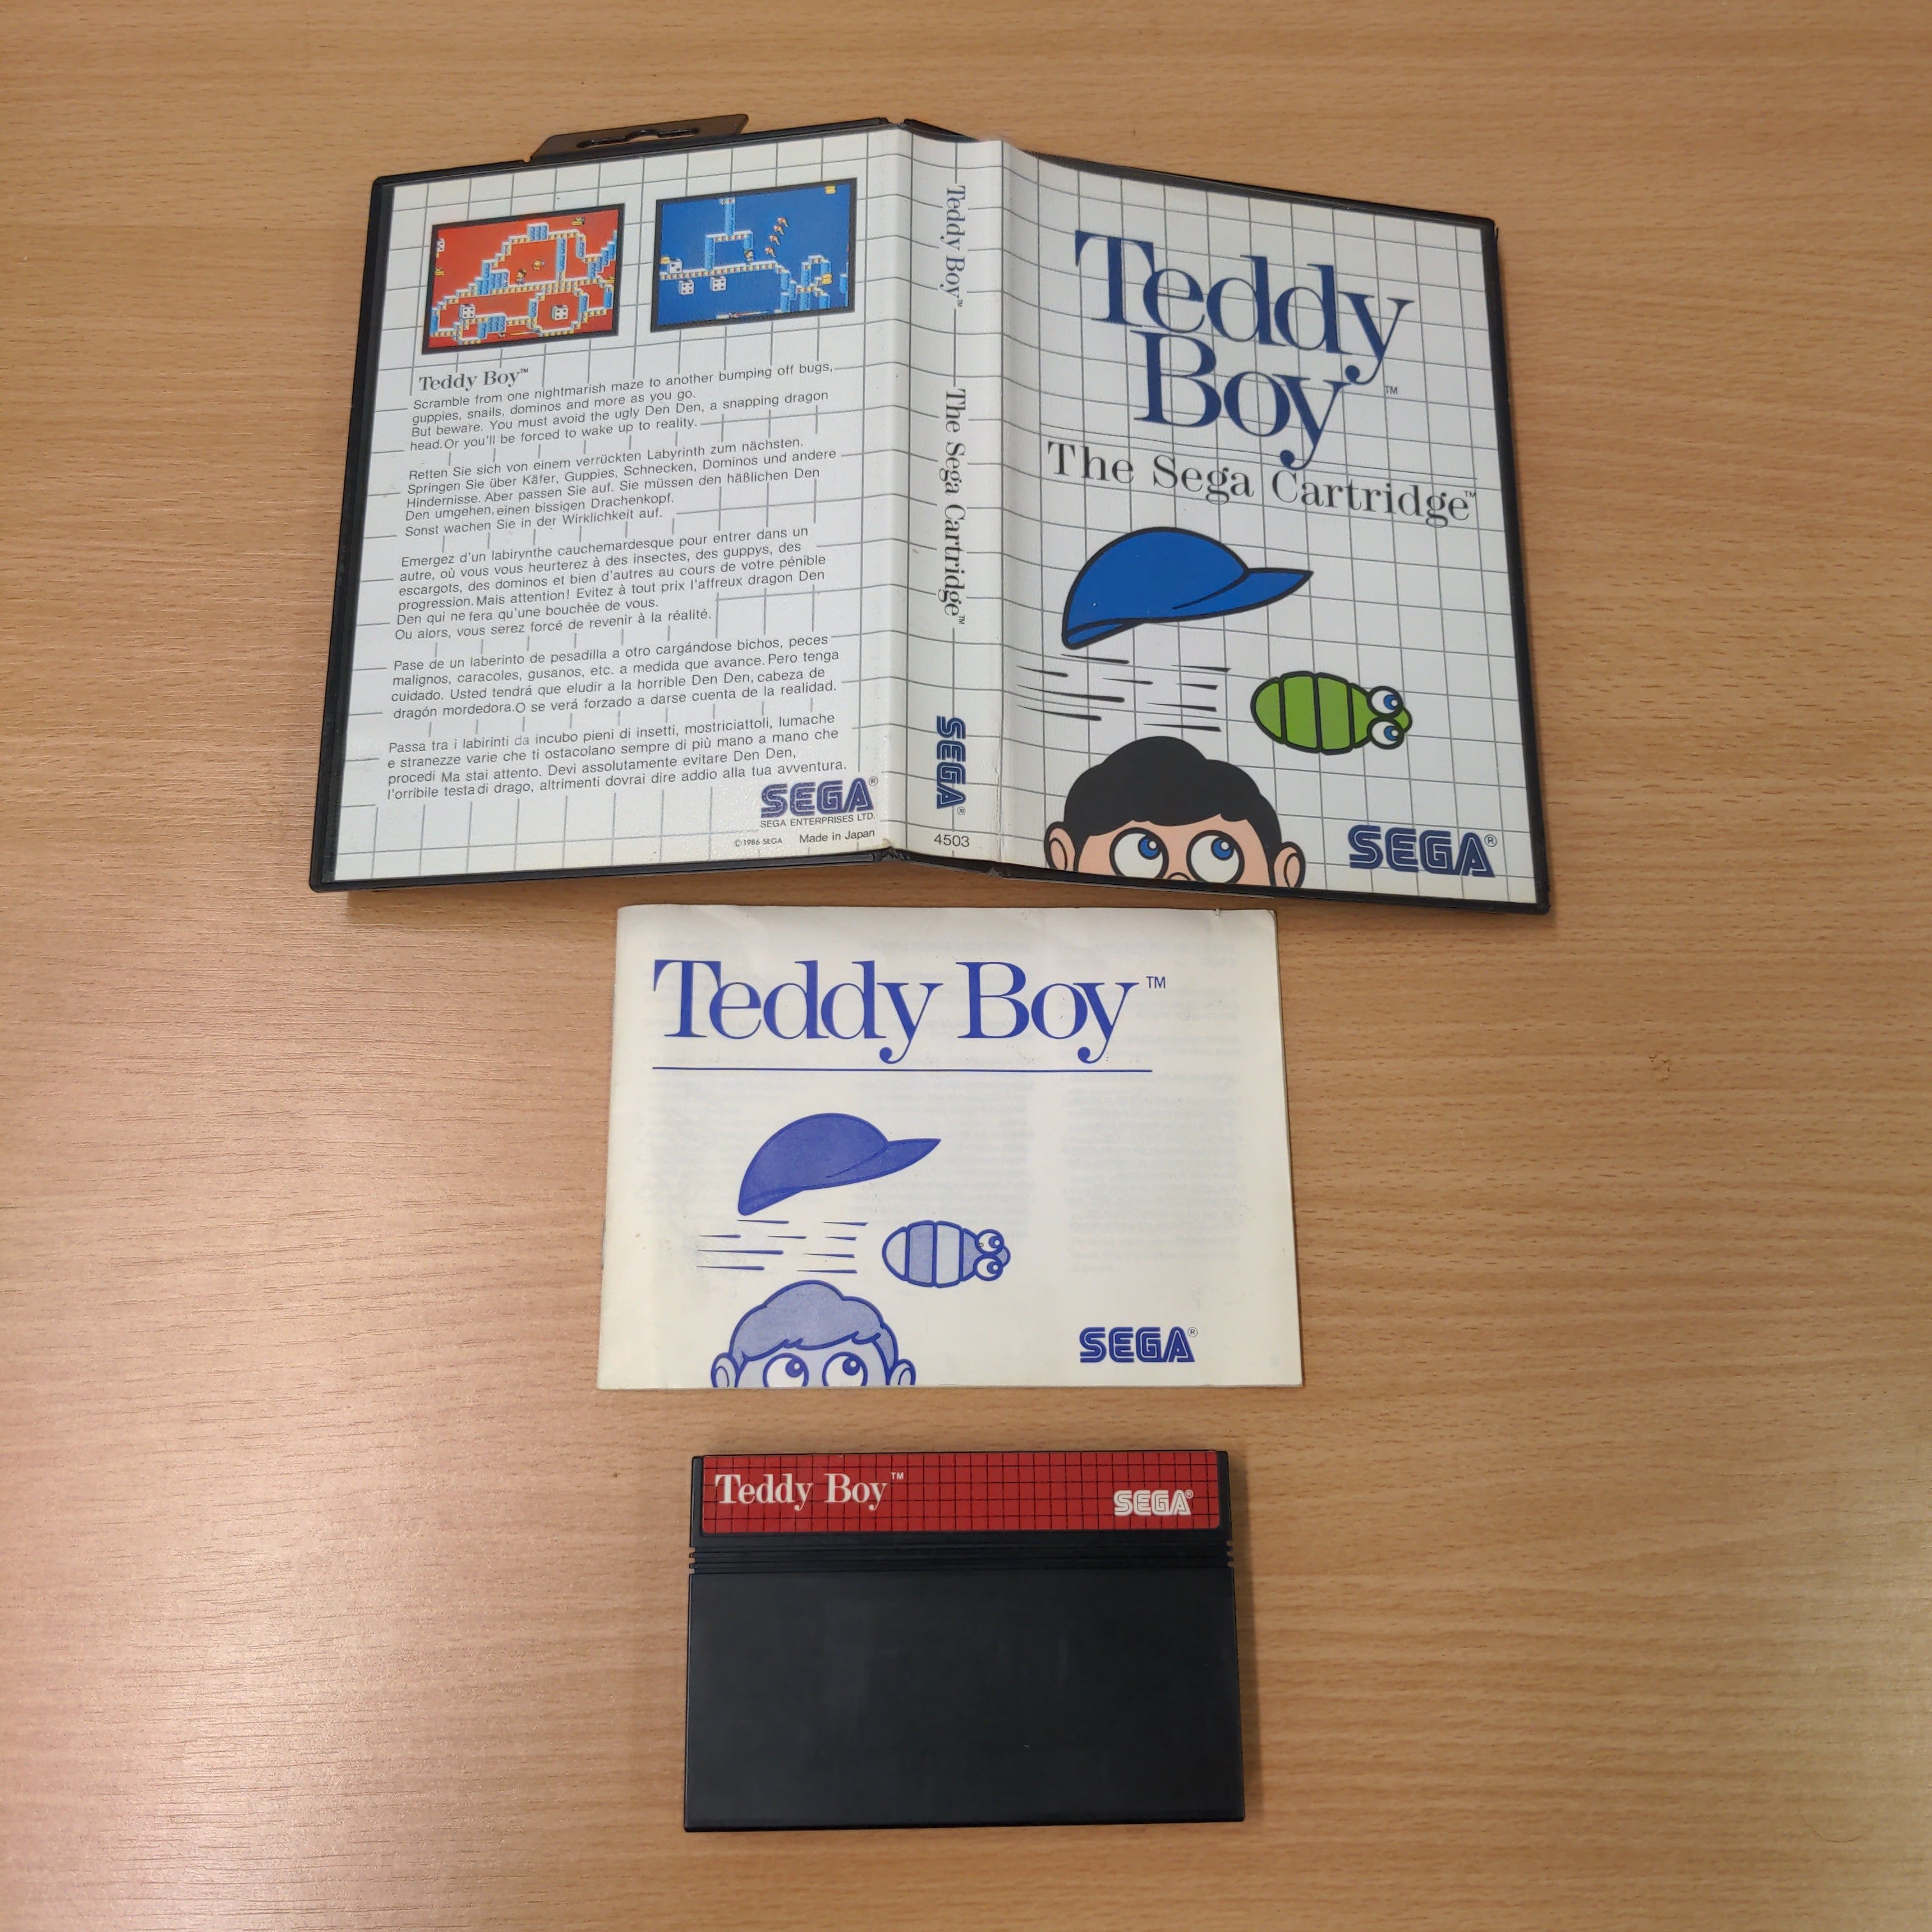 Teddy Boy™
Scramble from one nightmarish maze to another bumping off bugs,
guppies, snails, dominos and more as you go.
But beware. You must avoid the ugly Den Den, a snapping dragon
head. Or you'll be forced to wake up to reality.
Retten Sie sich von einem verrückten Labyrinth zum nächsten.
Springen Sie über Käfer, Guppies, Schnecken, Dominos und andere
Hindernisse. Aber passen Sie auf. Sie müssen den häßlichen Den
Den umgehen, einen bissigen Drachenkopf.
Sonst wachen Sie in der Wirklichkeit auf.
Emergez d'un labirynthe cauchemardesque pour entrer dans un
autre, où vous vous heurterez à des insectes, des guppys, des
escargots, des dominos et bien d'autres au cours de votre pénible
progression. Mais attention! Evitez à tout prix l'affreux dragon Den
Den qui ne fera qu'une bouchée de vous.
Ou alors, vous serez forcé de revenir à la réalité.
Pase de un laberinto de pesadilla a otro cargándose bichos, peces
malignos, caracoles, gusanos, etc. a medida que avance. Pero tenga
cuidado. Usted tendrá que eludir a la horrible Den Den, cabeza de
dragón mordedora. O se verá forzado a darse cuenta de la realidad.
Passa tra i labirinti da incubo pieni di insetti, mostriciattoli, lumache
e stranezze varie che ti ostacolano sempre di più mano a mano che
procedi Ma stai attento. Devi assolutamente evitare Den Den,
l'orribile testa di drago, altrimenti dovrai dire addio alla tua avventura.
SEGA®
SEGA ENTERPRISES LTD.
©1986 SEGA Made in Japan
Teddy Boy™ The Sega Cartridge™ SEGA®
4503
Teddy
Boy™
The Sega Cartridge™
SEGA®
Teddy Boy™
SEGA®
Teddy Boy™
SEGA®